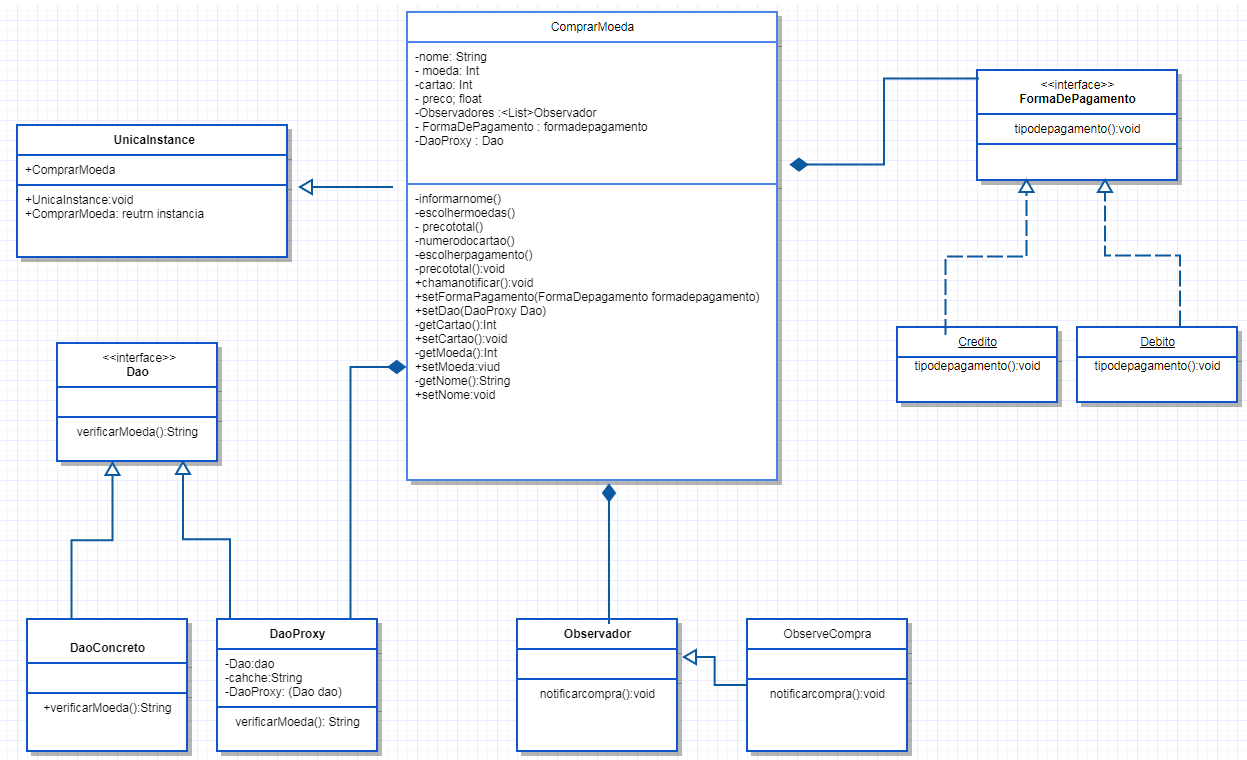 ComprarMoeda
-nome: String
- moeda: Int
-cartao: Int
- preco; float
-Observadores :<List>Observador
- FormaDePagamento : formadepagamento
-DaoProxy : Dao
-informarnome()
-escolhermoedas()
- precototal()
-numerodocartao()
-escolherpagamento()
-precototal():void
+chamanotificar():void
+setFormaPagamento(FormaDepagamento formadepagamento)
+setDao(DaoProxy Dao)
-getCartao():Int
+setCartao():void
-getMoeda():Int
+setMoeda:viud
-getNome():String
+setNome:void
<<interface>>
FormaDePagamento
tipodepagamento():void
UnicaInstance
+ComprarMoeda
+UnicaInstance:void
+ComprarMoeda: reutrn instancia
Credito
tipodepagamento():void
Debito
tipodepagamento():void
<<interface>>
Dao
verificarMoeda():String
DaoConcreto
+verificarMoeda():String
DaoProxy
-Dao:dao
-cahche:String
-DaoProxy: (Dao dao)
verificarMoeda(): String
Observador
notificarcompra():void
ObserveCompra
notificarcompra():void